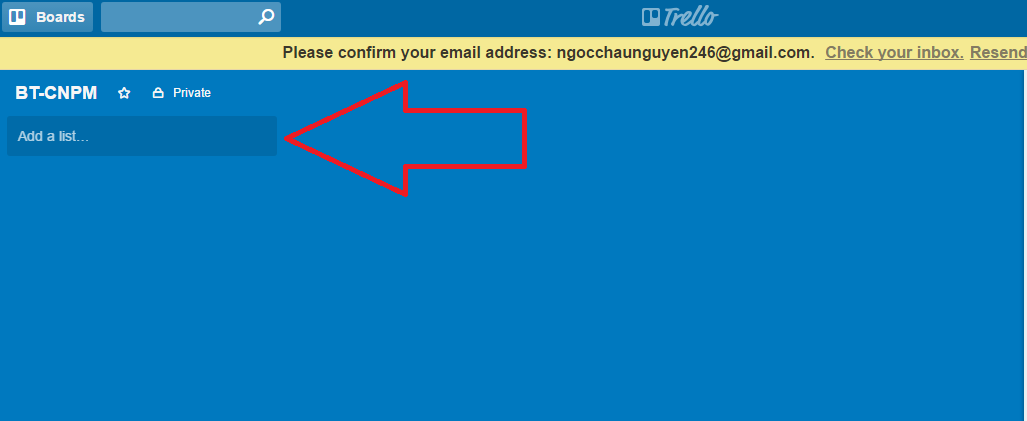 Boards
Trello
Please confirm your email address: ngocchaunguyen246@gmail.com. Check your inbox. Resend
BT-CNPM Private
Add a list...